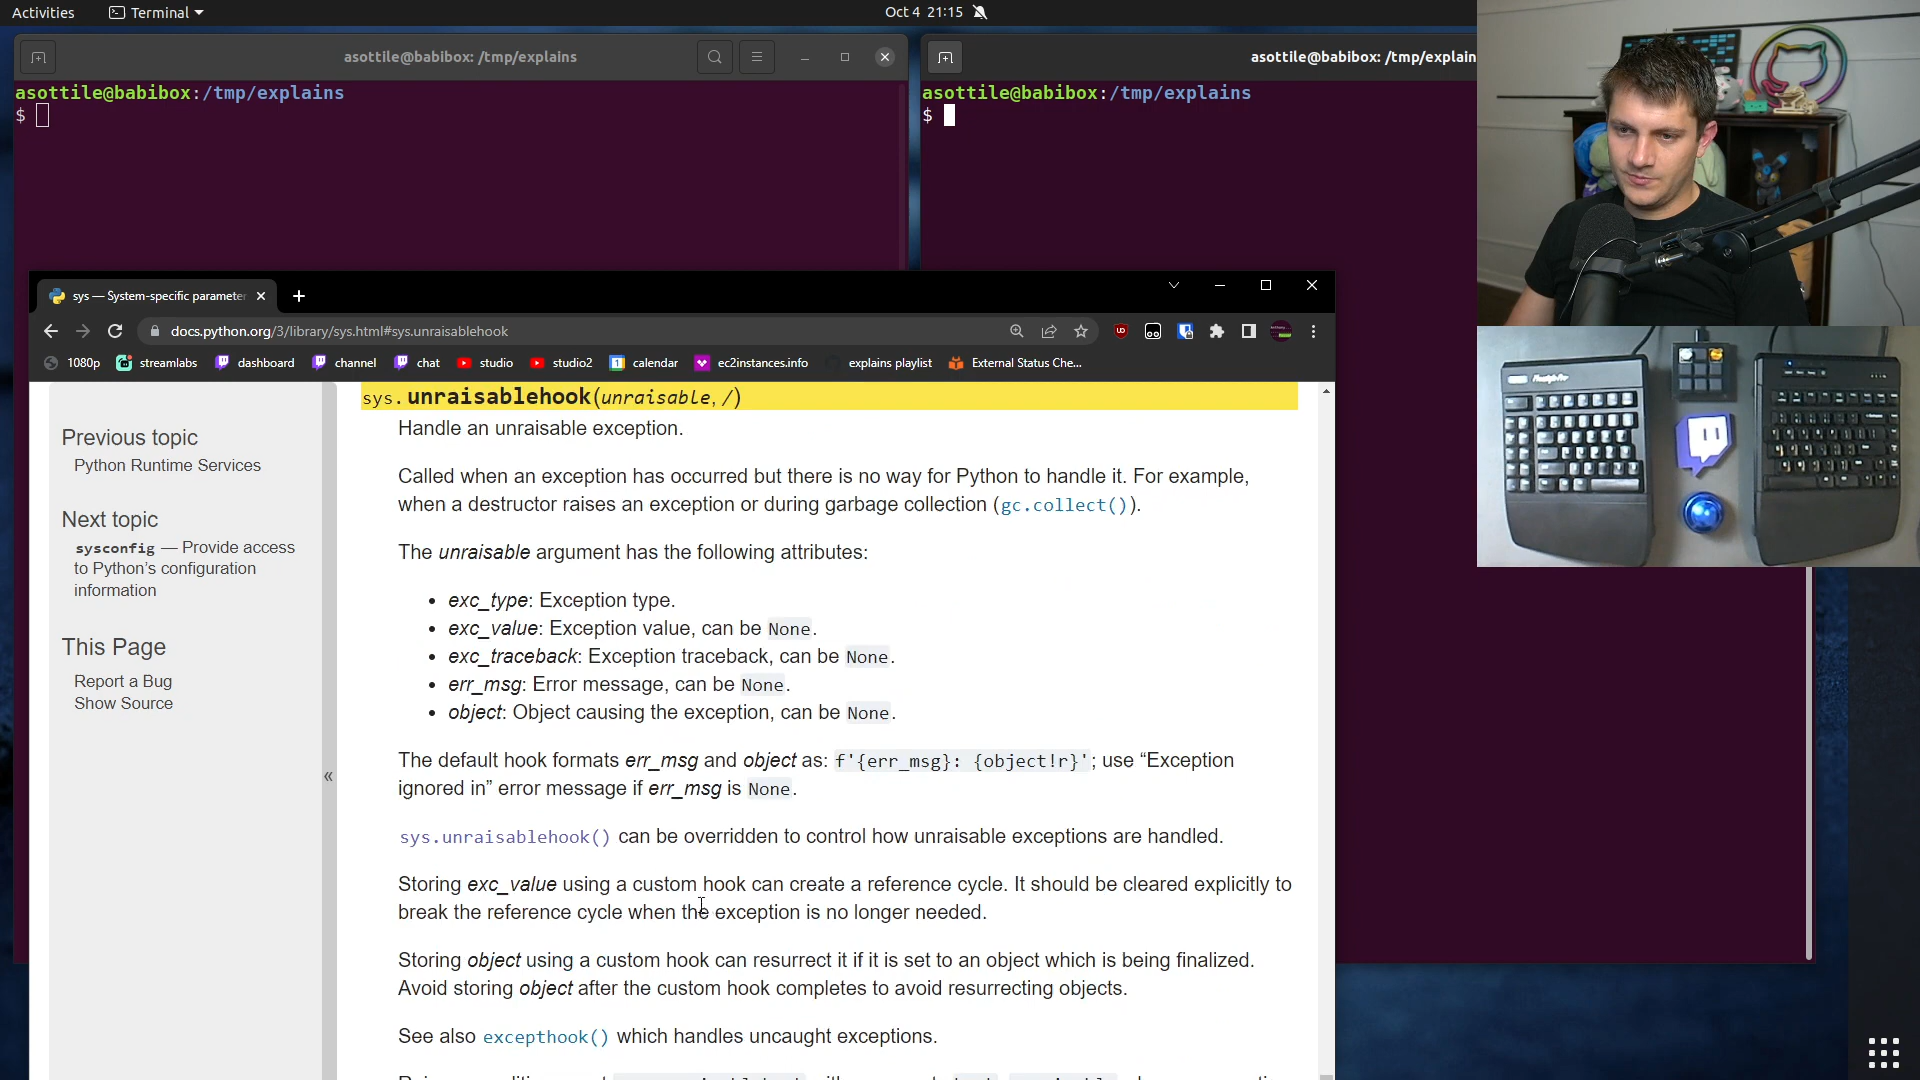 Activities
Terminal
Oct 4 21:15
asottile@babibox: /tmp/explains
asottile@babibox: /tmp/explain
asottile@babibox:/tmp/explains
$
asottile@babibox:/tmp/explains
$
sys — System-specific parameter
docs.python.org/3/library/sys.html#sys.unraisablehook
1080p
streamlabs
dashboard
channel
chat
studio
studio2
calendar
ec2instances.info
explains playlist
External Status Che...
Previous topic
Python Runtime Services
Next topic
sysconfig — Provide access
to Python’s configuration
information
This Page
Report a Bug
Show Source
«
sys.unraisablehook(unraisable, /)
Handle an unraisable exception.
Called when an exception has occurred but there is no way for Python to handle it. For example,
when a destructor raises an exception or during garbage collection (gc.collect()).
The unraisable argument has the following attributes:
• exc_type: Exception type.
• exc_value: Exception value, can be None.
• exc_traceback: Exception traceback, can be None.
• err_msg: Error message, can be None.
• object: Object causing the exception, can be None.
The default hook formats err_msg and object as: f'{err_msg}: {object!r}'; use “Exception
ignored in” error message if err_msg is None.
sys.unraisablehook() can be overridden to control how unraisable exceptions are handled.
Storing exc_value using a custom hook can create a reference cycle. It should be cleared explicitly to
break the reference cycle when the exception is no longer needed.
Storing object using a custom hook can resurrect it if it is set to an object which is being finalized.
Avoid storing object after the custom hook completes to avoid resurrecting objects.
See also excepthook() which handles uncaught exceptions.